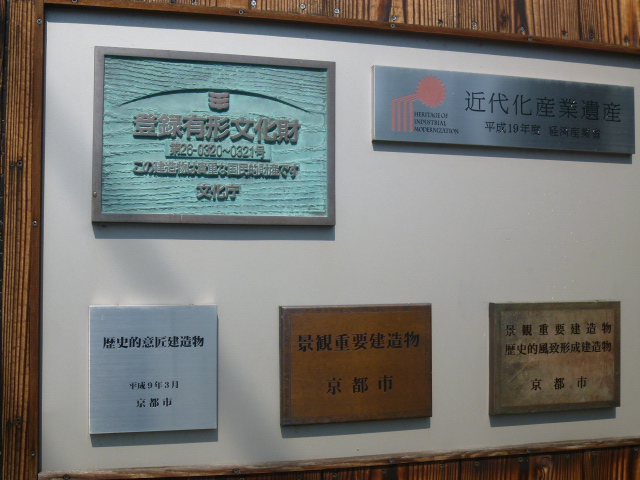 登録有形文化財
第26-0320~0321号
この建造物は貴重な国民的財産です
文化庁
HERITAGE OF
INDUSTRIAL
MODERNIZATION
近代化産業遺産
平成19年度 経済産業省
歴史的意匠建造物
平成9年3月
京都市
景観重要建造物
京都市
景観重要建造物
歴史的風致形成建造物
京都市